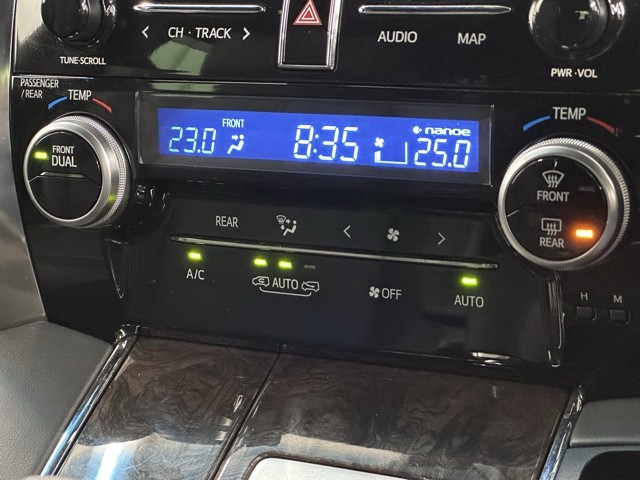 CH · TRACK
AUDIO
MAP
TUNE·SCROLL
PWR·VOL
PASSENGER
/REAR
TEMP
TEMP
FRONT
DUAL
FRONT
23.0
8:35
nanoe
25.0
FRONT
REAR
REAR
A/C
AUTO
OFF
AUTO
H
M